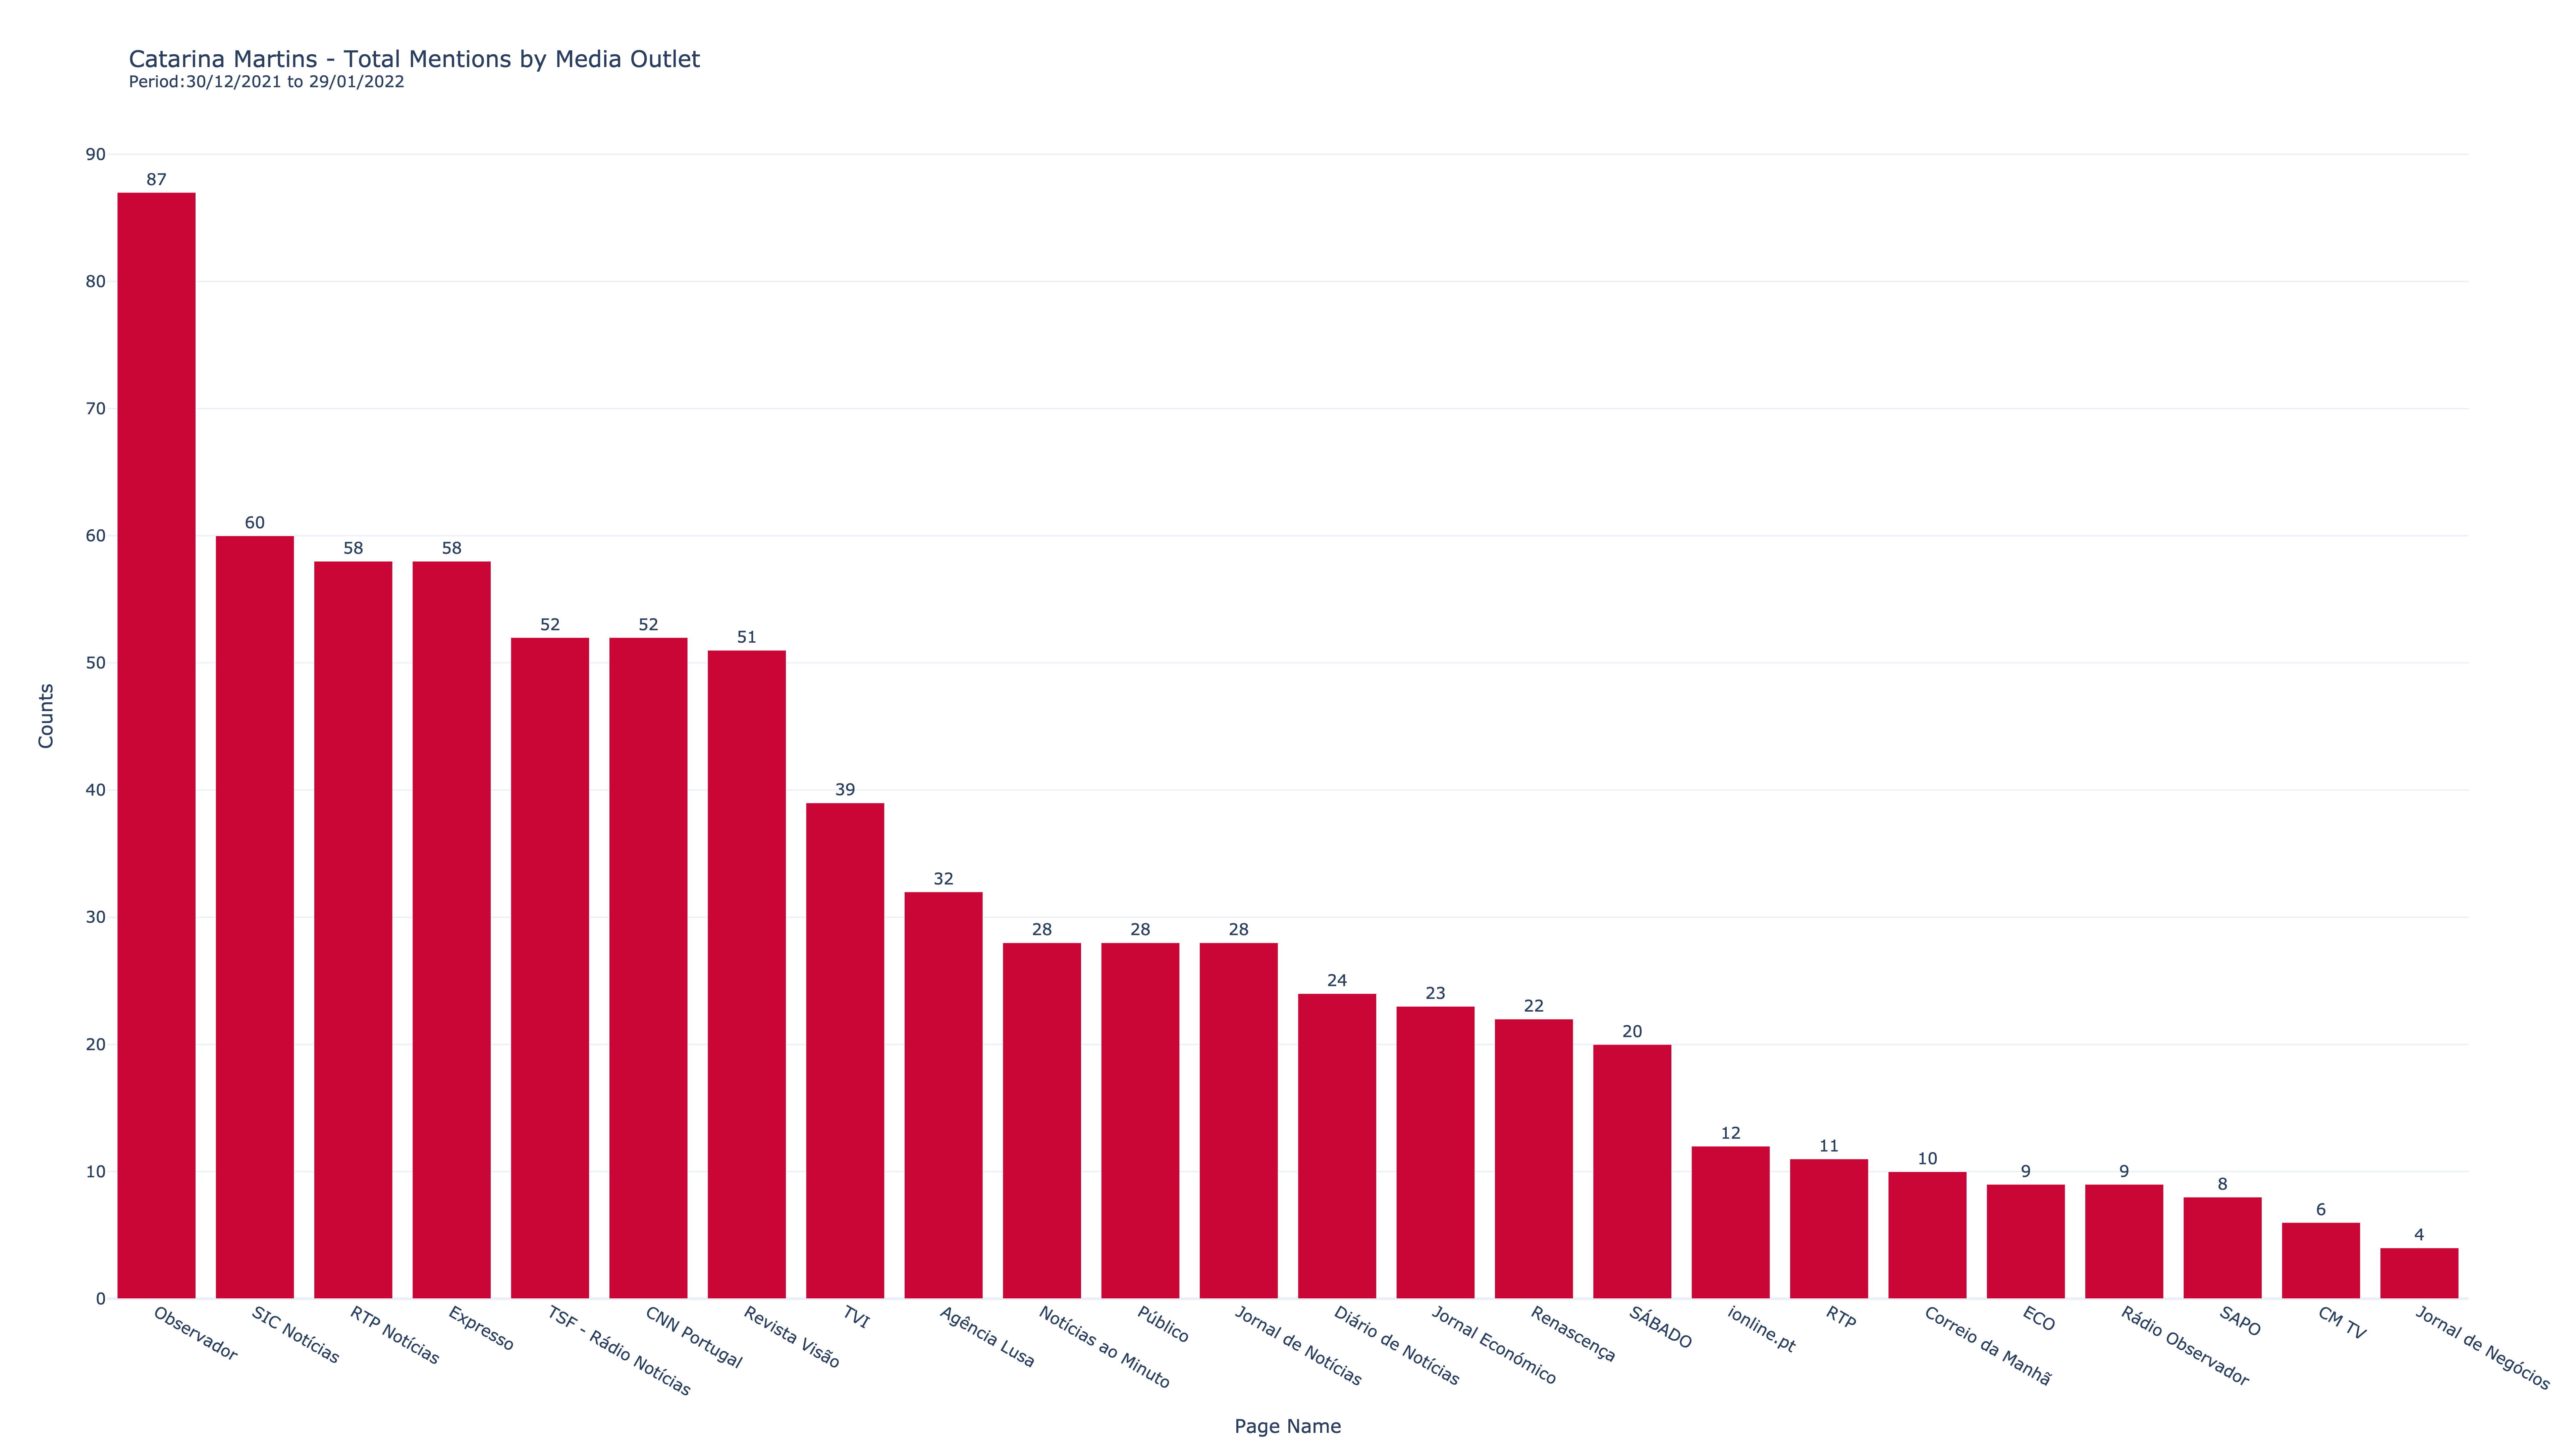 Catarina Martins - Total Mentions by Media Outlet
Period:30/12/2021 to 29/01/2022
90
80
70
60
50
40
30
20
10
0
Counts
87
60
58
58
52
52
51
39
32
28
28
28
24
23
22
20
12
11
10
9
9
8
6
4
Observador
SIC Notícias
RTP Notícias
Expresso
TSF - Rádio Notícias
CNN Portugal
Revista Visão
TVI
Agência Lusa
Notícias ao Minuto
Público
Jornal de Notícias
Diário de Notícias
Jornal Económico
Renascença
SÁBADO
ionline.pt
RTP
Correio da Manhã
ECO
Rádio Observador
SAPO
CM TV
Jornal de Negócios
Page Name